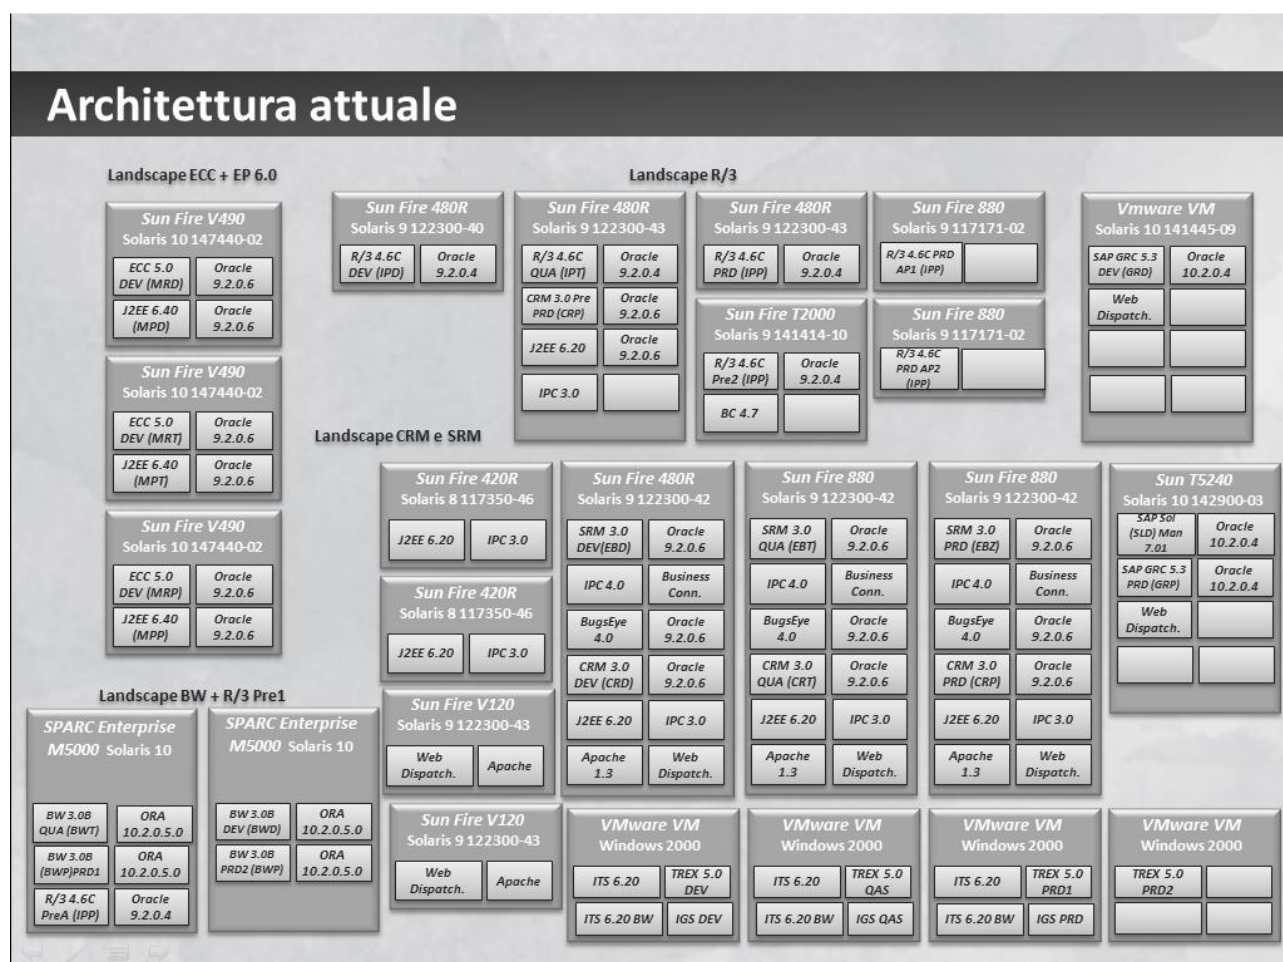 Architettura attuale
Landscape ECC + EP 6.0
Sun Fire V490
Solaris 10 147440-02
ECC 5.0
DEV (MRD)
Oracle
9.2.0.6
J2EE 6.40
(MPD)
Oracle
9.2.0.6
Sun Fire V490
Solaris 10 147440-02
ECC 5.0
DEV (MRT)
Oracle
9.2.0.6
J2EE 6.40
(MPT)
Oracle
9.2.0.6
Sun Fire V490
Solaris 10 147440-02
ECC 5.0
DEV (MRP)
Oracle
9.2.0.6
J2EE 6.40
(MPP)
Oracle
9.2.0.6
Landscape R/3
Sun Fire 480R
Solaris 9 122300-40
R/3 4.6C
DEV (IPD)
Oracle
9.2.0.4
Sun Fire 480R
Solaris 9 122300-43
R/3 4.6C
QUA (IPT)
Oracle
9.2.0.4
CRM 3.0 Pre
PRD (CRP)
Oracle
9.2.0.6
J2EE 6.20
Oracle
9.2.0.6
IPC 3.0
Sun Fire 480R
Solaris 9 122300-43
R/3 4.6C
PRD (IPP)
Oracle
9.2.0.4
Sun Fire T2000
Solaris 9 141414-10
R/3 4.6C
Pre2 (IPP)
Oracle
9.2.0.4
BC 4.7
Sun Fire 880
Solaris 9 117171-02
R/3 4.6C PRD
AP1 (IPP)
Sun Fire 880
Solaris 9 117171-02
R/3 4.6C
PRD AP2
(IPP)
Vmware VM
Solaris 10 141445-09
SAP GRC 5.3
DEV (GRD)
Oracle
10.2.0.4
Web
Dispatch.
Landscape CRM e SRM
Sun Fire 420R
Solaris 8 117350-46
J2EE 6.20
IPC 3.0
Sun Fire 420R
Solaris 8 117350-46
J2EE 6.20
IPC 3.0
Sun Fire V120
Solaris 9 122300-43
Web
Dispatch.
Apache
Sun Fire V120
Solaris 9 122300-43
Web
Dispatch.
Apache
Sun Fire 480R
Solaris 9 122300-42
SRM 3.0
DEV(EBD)
Oracle
9.2.0.6
IPC 4.0
Business
Conn.
BugsEye
4.0
Oracle
9.2.0.6
CRM 3.0
DEV (CRD)
Oracle
9.2.0.6
J2EE 6.20
IPC 3.0
Apache
1.3
Web
Dispatch.
Sun Fire 880
Solaris 9 122300-42
SRM 3.0
QUA (EBT)
Oracle
9.2.0.6
IPC 4.0
Business
Conn.
BugsEye
4.0
Oracle
9.2.0.6
CRM 3.0
QUA (CRT)
Oracle
9.2.0.6
J2EE 6.20
IPC 3.0
Apache
1.3
Web
Dispatch.
Sun Fire 880
Solaris 9 122300-42
SRM 3.0
PRD (EBZ)
Oracle
9.2.0.6
IPC 4.0
Business
Conn.
BugsEye
4.0
Oracle
9.2.0.6
CRM 3.0
PRD (CRP)
Oracle
9.2.0.6
J2EE 6.20
IPC 3.0
Apache
1.3
Web
Dispatch.
Sun T5240
Solaris 10 142900-03
SAP Sol
(SLD) Man
7.01
Oracle
10.2.0.4
SAP GRC 5.3
PRD (GRP)
Oracle
10.2.0.4
Web
Dispatch.
Landscape BW + R/3 Pre1
SPARC Enterprise
M5000 Solaris 10
BW 3.0B
QUA (BWT)
ORA
10.2.0.5.0
BW 3.0B
(BWP)PRD1
ORA
10.2.0.5.0
R/3 4.6C
PreA (IPP)
Oracle
9.2.0.4
SPARC Enterprise
M5000 Solaris 10
BW 3.0B
DEV (BWD)
ORA
10.2.0.5.0
BW 3.0B
PRD2 (BWP)
ORA
10.2.0.5.0
VMware VM
Windows 2000
ITS 6.20
TREX 5.0
DEV
ITS 6.20 BW
IGS DEV
VMware VM
Windows 2000
ITS 6.20
TREX 5.0
QAS
ITS 6.20 BW
IGS QAS
VMware VM
Windows 2000
ITS 6.20
TREX 5.0
PRD1
ITS 6.20 BW
IGS PRD
VMware VM
Windows 2000
TREX 5.0
PRD2